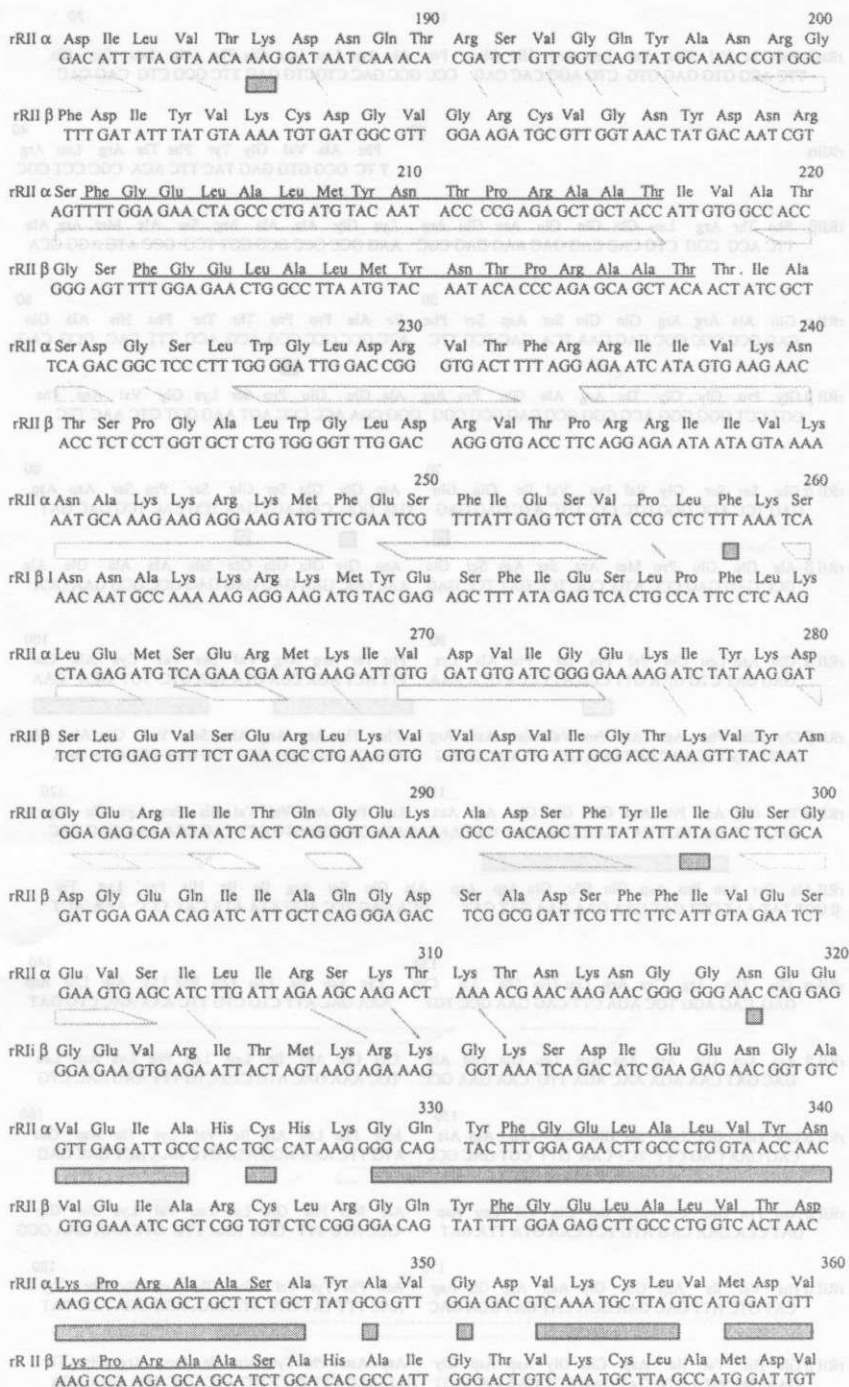 190 200
rRII α Asp Ile Leu Val Thr Lys Asp Asn Gln Thr Arg Ser Val Gly Gln Tyr Ala Asn Arg Gly
GAC ATT TTA GTA ACA AAG GAT AAT CAA ACA CGA TCT GTT GGT CAG TAT GCA AAC CGT GGC
rRII β Phe Asp Ile Tyr Val Lys Cys Asp Gly Val Gly Arg Cys Val Gly Asn Tyr Asp Asn Arg
TTT GAT ATT TAT GTA AAA TGT GAT GGC GTT GGA AGA TGC GTT GGT AAC TAT GAC AAT CGT
210 220
rRII α Ser Phe Gly Glu Leu Ala Leu Met Tyr Asn Thr Pro Arg Ala Ala Thr Ile Val Ala Thr
AGTTTT GGA GAA CTA GCC CTG ATG TAC AAT ACC CCG AGA GCT GCT ACC ATT GTG GCC ACC
rRII β Gly Ser Phe Gly Glu Leu Ala Leu Met Tyr Asn Thr Pro Arg Ala Ala Thr Thr . Ile Ala
GGG AGT TTT GGA GAA CTG GCC TTA ATG TAC AAT ACA CCC AGA GCA GCT ACA ACT ATC GCT
230 240
rRII α Ser Asp Gly Ser Leu Trp Gly Leu Asp Arg Val Thr Phe Arg Arg Ile Ile Val Lys Asn
TCA GAC GGC TCC CTT TGG GGA TTG GAC CGG GTG ACT TTT AGG AGA ATC ATA GTG AAG AAC
rRII β Thr Ser Pro Gly Ala Leu Trp Gly Leu Asp Arg Val Thr Pro Arg Arg Ile Ile Val Lys
ACC TCT CCT GGT GCT CTG TGG GGT TTG GAC AGG GTG ACC TTC AGG AGA ATA ATA GTA AAA
250 260
rRII α Asn Ala Lys Lys Arg Lys Met Phe Glu Ser Phe Ile Glu Ser Val Pro Leu Phe Lys Ser
AAT GCA AAG AAG AGG AAG ATG TTC GAA TCG TTT ATT GAG TCT GTA CCG CTC TTT AAA TCA
rRI β I Asn Asn Ala Lys Lys Arg Lys Met Tyr Glu Ser Phe Ile Glu Ser Leu Pro Phe Leu Lys
AAC AAT GCC AAA AAG AGG AAG ATG TAC GAG AGC TTT ATA GAG TCA CTG CCA TTC CTC AAG
270 280
rRII α Leu Glu Met Ser Glu Arg Met Lys Ile Val Asp Val Ile Gly Glu Lys Ile Tyr Lys Asp
CTA GAG ATG TCA GAA CGA ATG AAG ATT GTG GAT GTG ATC GGG GAA AAG ATC TAT AAG GAT
rRII β Ser Leu Glu Val Ser Glu Arg Leu Lys Val Val Asp Val Ile Gly Thr Lys Val Tyr Asn
TCT CTG GAG GTT TCT GAA CGC CTG AAG GTG GTG CAT GTG ATT GCG ACC AAA GTT TAC AAT
290 300
rRII α Gly Glu Arg Ile Ile Thr Gln Gly Glu Lys Ala Asp Ser Phe Tyr Ile Ile Glu Ser Gly
GGA GAG CGA ATA ATC ACT CAG GGT GAA AAA GCC GAC AGC TTT TAT ATT ATA GAC TCT GCA
rRII β Asp Gly Glu Gln Ile Ile Ala Gln Gly Asp Ser Ala Asp Ser Phe Phe Ile Val Glu Ser
GAT GGA GAA CAG ATC ATT GCT CAG GGA GAC TCG GCG GAT TCG TTC TTC ATT GTA GAA TCT
310 320
rRII α Glu Val Ser Ile Leu Ile Arg Ser Lys Thr Lys Thr Asn Lys Asn Gly Gly Asn Glu Glu
GAA GTG AGC ATC TTG ATT AGA AGC AAG ACT AAA ACG AAC AAG AAC GGG GGG AAC CAG GAG
rRIi β Gly Glu Val Arg Ile Thr Met Lys Arg Lys Gly Lys Ser Asp Ile Glu Glu Asn Gly Ala
GGA GAA GTG AGA ATT ACT AGT AAG AGA AAG GGT AAA TCA GAC ATC GAA GAG AAC GGT GTC
330 340
rRII α Val Glu Ile Ala His Cys His Lys Gly Gln Tyr Phe Gly Glu Leu Ala Leu Val Tyr Asn
GTT GAG ATT GCC CAC TGC CAT AAG GGG CAG TAC TTT GGA GAA CTT GCC CTG GTA ACC AAC
rRII β Val Glu Ile Ala Arg Cys Leu Arg Gly Gln Tyr Phe Gly Glu Leu Ala Leu Val Thr Asp
GTG GAA ATC GCT CGG TGT CTC CGG GGA CAG TAT TTT GGA GAG CTT GCC CTG GTC ACT AAC
350 360
rRII α Lys Pro Arg Ala Ala Ser Ala Tyr Ala Val Gly Asp Val Lys Cys Leu Val Met Asp Val
AAG CCA AGA GCT GCT TCT GCT TAT GCG GTT GGA GAC GTC AAA TGC TTA GTC ATG GAT GTT
rR II β Lys Pro Arg Ala Ala Ser Ala His Ala Ile Gly Thr Val Lys Cys Leu Ala Met Asp Val
AAG CCA AGA GCA GCA TCT GCA CAC GCC ATT GGG ACT GTC AAA TGC TTA GCC ATG GAT TGT